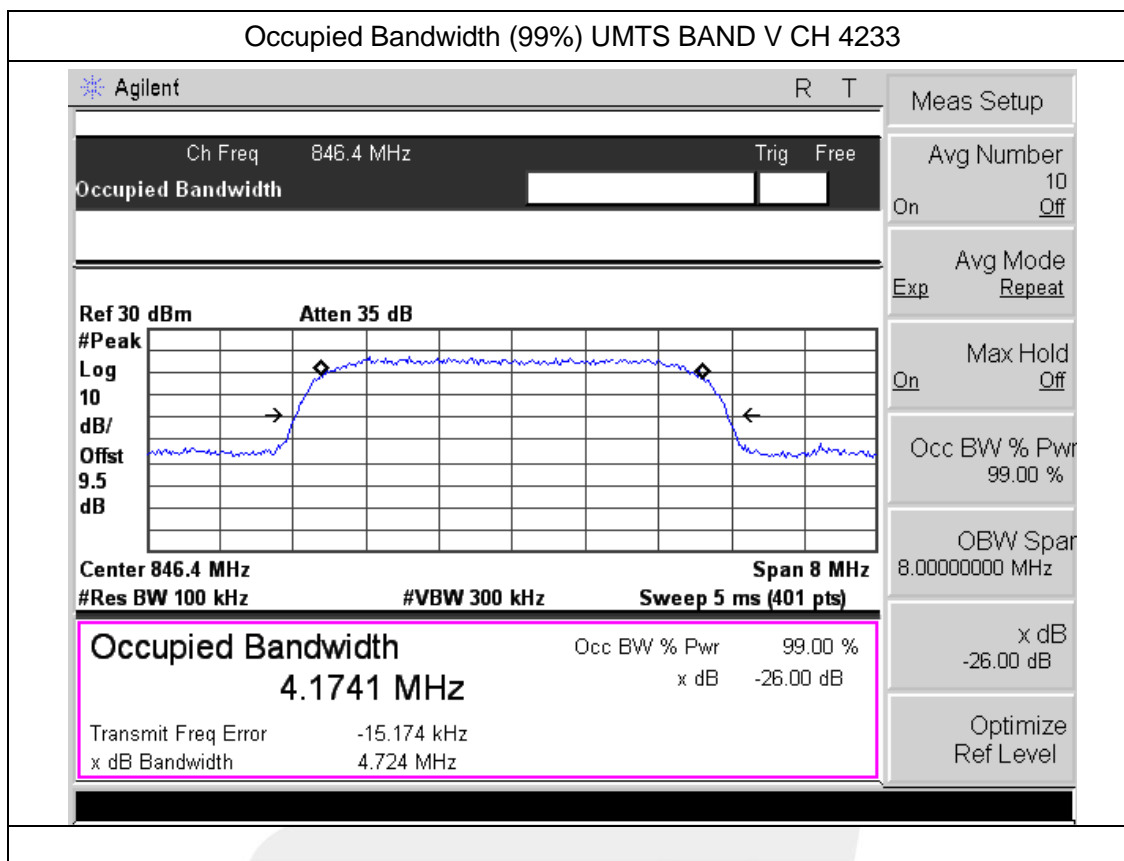 Occupied Bandwidth (99%) UMTS BAND V CH 4233
Agilent R T
Ch Freq 846.4 MHz Trig Free
Occupied Bandwidth
Ref 30 dBm Atten 35 dB
#Peak
Log
10
dB/
Offst
9.5
dB
Center 846.4 MHz Span 8 MHz
#Res BW 100 kHz #VBW 300 kHz Sweep 5 ms (401 pts)
Occupied Bandwidth Occ BW % Pwr 99.00 %
4.1741 MHz x dB -26.00 dB
Transmit Freq Error -15.174 kHz
x dB Bandwidth 4.724 MHz
Meas Setup
Avg Number
10
On Off
Avg Mode
Exp Repeat
Max Hold
On Off
Occ BW % Pwr
99.00 %
OBW Span
8.00000000 MHz
x dB
-26.00 dB
Optimize
Ref Level